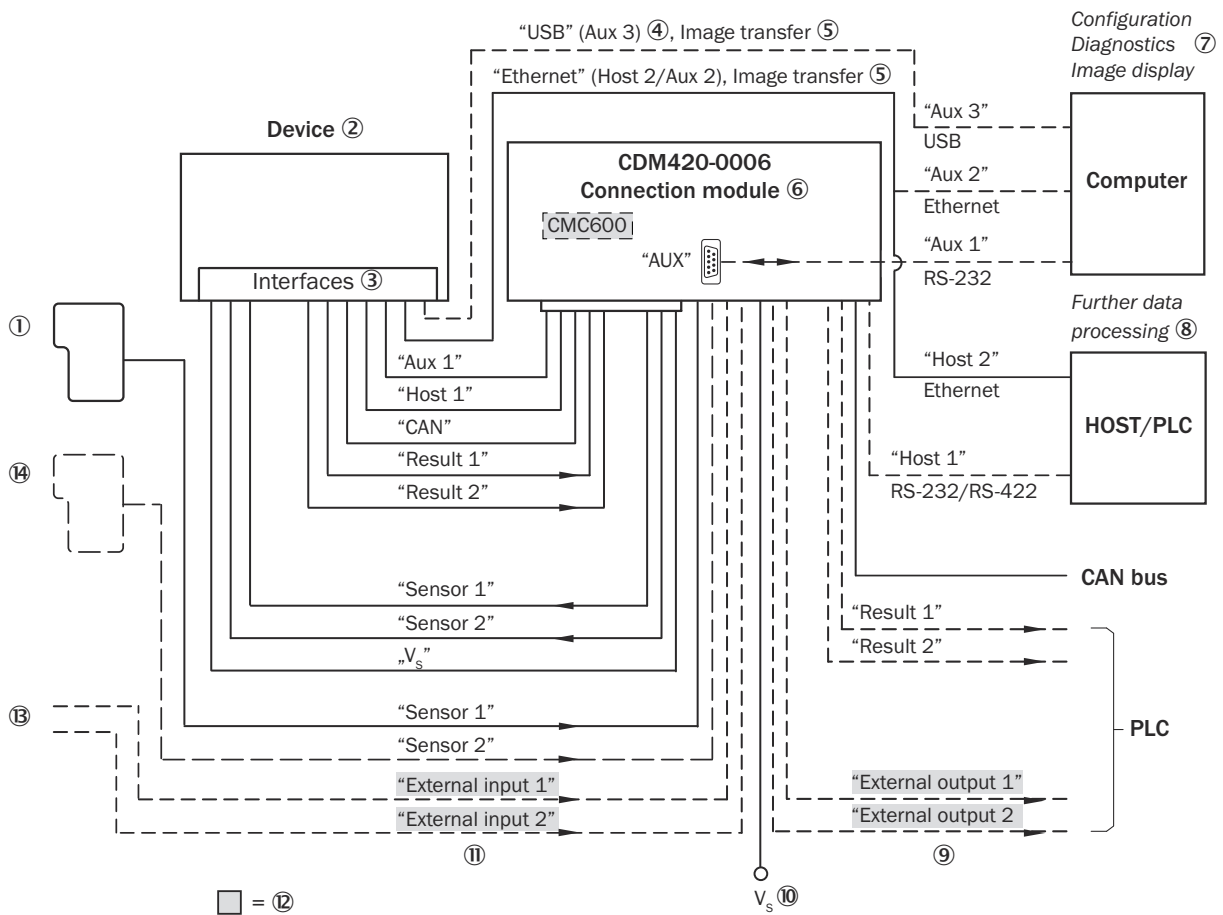 “USB” (Aux 3) ④, Image transfer ⑤
Configuration
Diagnostics ⑦
Image display
“Ethernet” (Host 2/Aux 2), Image transfer ⑤
Device ②
“Aux 3”
USB
CDM420-0006
Connection module ⑥
“Aux 2”
Ethernet
Computer
CMC600
“AUX”
“Aux 1”
RS-232
Interfaces ③
①
Further data
processing ⑧
“Aux 1”
“Host 2”
Ethernet
“Host 1”
“CAN”
HOST/PLC
“Result 1”
“Host 1”
RS-232/RS-422
⑭
“Result 2”
CAN bus
“Sensor 1”
“Result 1”
“Sensor 2”
“Result 2”
„Vs”
⑬
“Sensor 1”
PLC
“Sensor 2”
“External input 1”
“External output 1”
“External input 2”
“External output 2
⑪
⑨
= ⑫
Vs ⑩